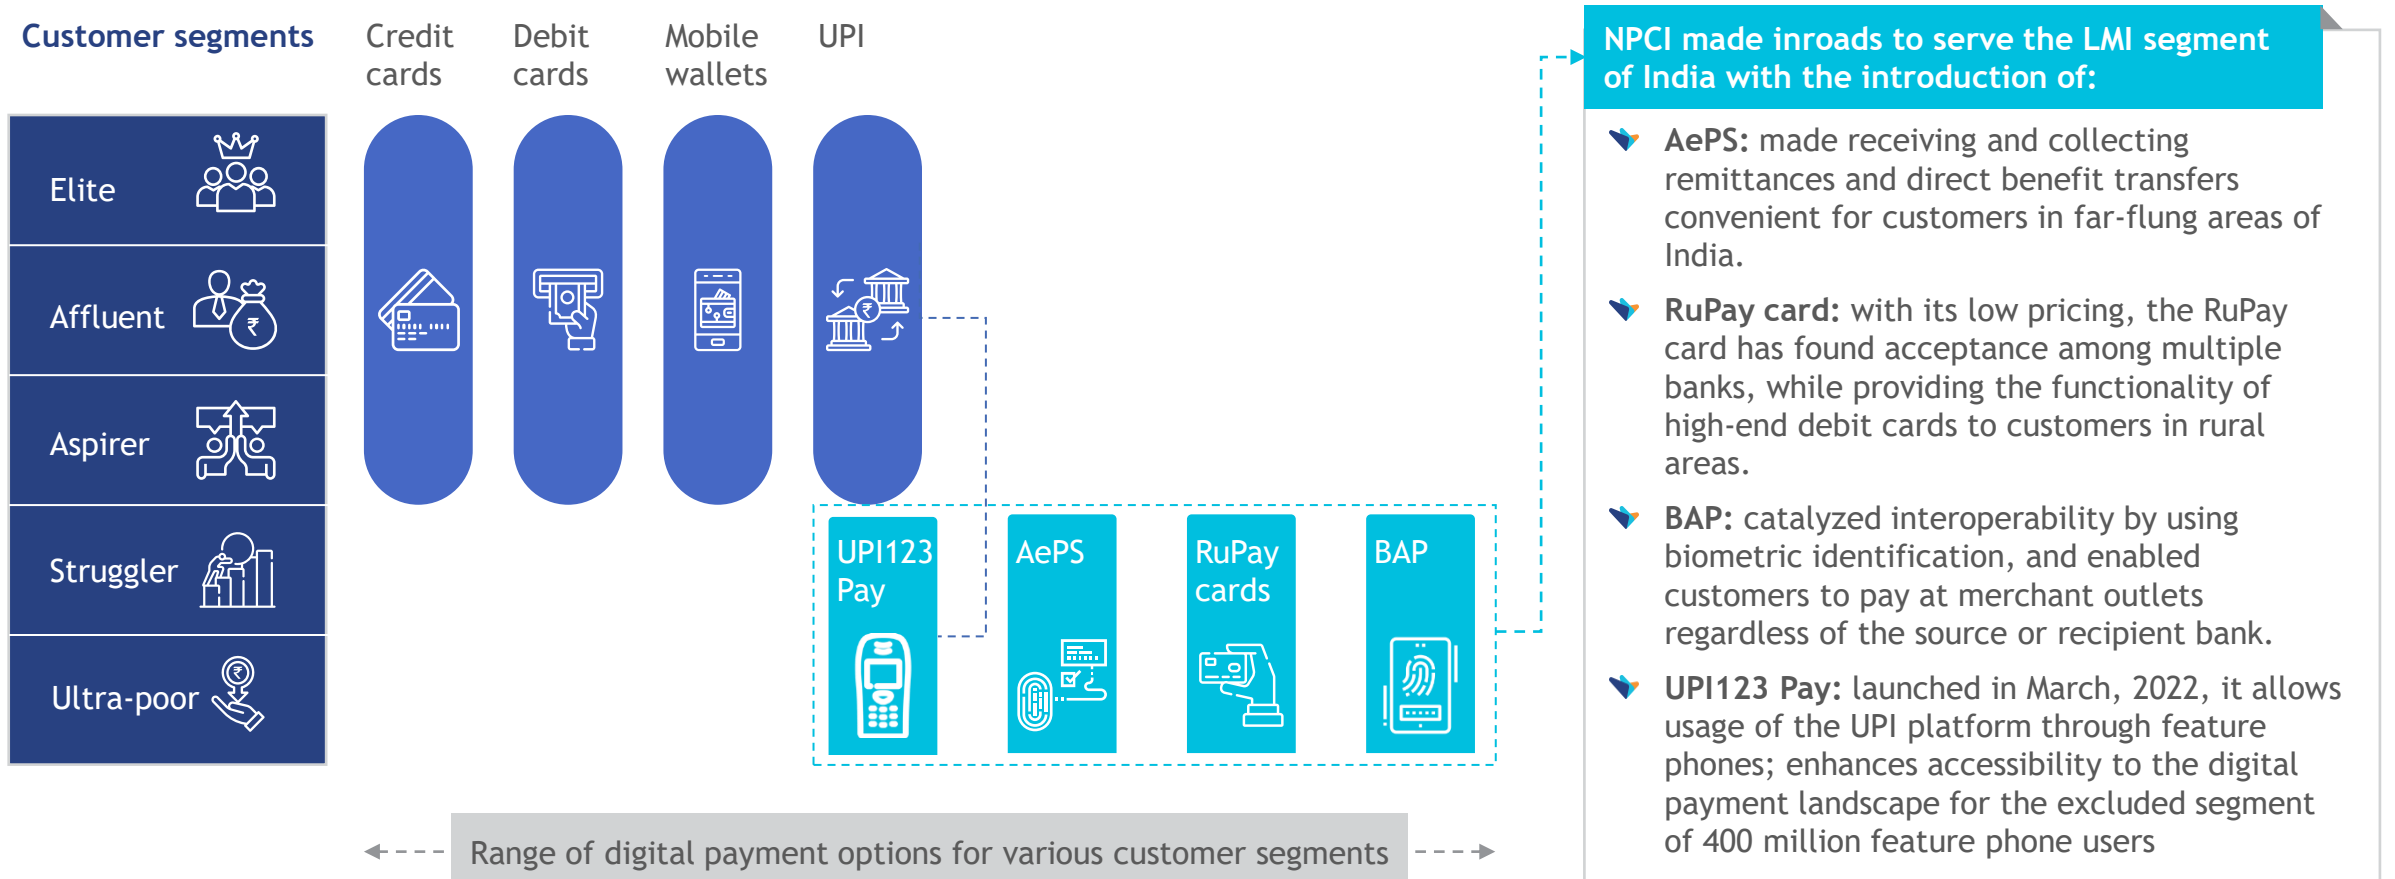 Customer segments
Credit
cards
Debit
cards
Mobile
wallets
UPI
Elite
Affluent
Aspirer
Struggler
Ultra-poor
UPI123
Pay
AePS
RuPay
cards
BAP
Range of digital payment options for various customer segments
NPCI made inroads to serve the LMI segment
of India with the introduction of:
AePS: made receiving and collecting
remittances and direct benefit transfers
convenient for customers in far-flung areas of
India.
RuPay card: with its low pricing, the RuPay
card has found acceptance among multiple
banks, while providing the functionality of
high-end debit cards to customers in rural
areas.
BAP: catalyzed interoperability by using
biometric identification, and enabled
customers to pay at merchant outlets
regardless of the source or recipient bank.
UPI123 Pay: launched in March, 2022, it allows
usage of the UPI platform through feature
phones; enhances accessibility to the digital
payment landscape for the excluded segment
of 400 million feature phone users